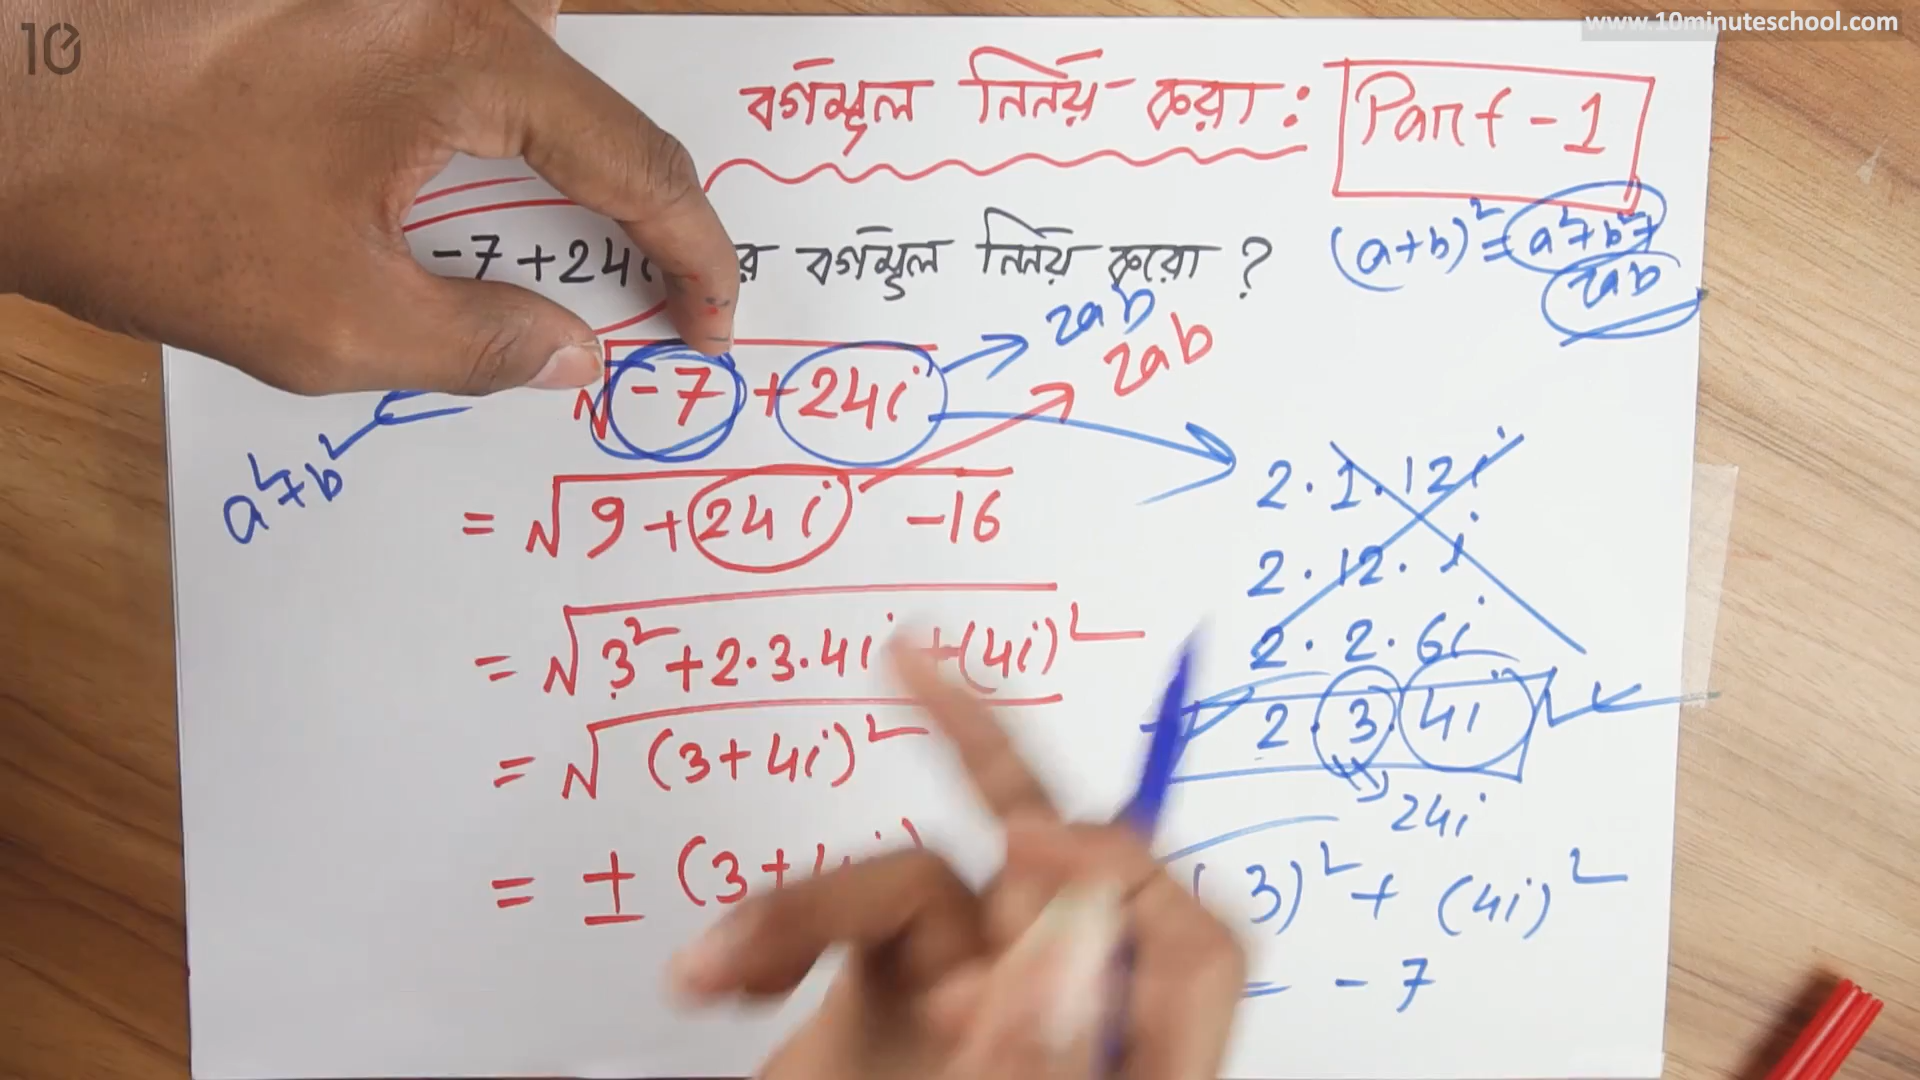 10
www.10minuteschool.com
বর্গমূল নির্ণয় করা : Part - 1
(a+b)² = a²+b²+
2ab
-7+24i র বর্গমূল নির্ণয় করো ?
2ab
2ab
√-7 + 24i
a²+b²
= √9 + 24i - 16
= √3² + 2·3·4i + (4i)²
= √(3 + 4i)²
= ± (3 + 4i)
2 · 1 · 12i
2 · 12 · i
2 · 2 · 6i
2 · 3 · 4i
24i
(3)² + (4i)²
= - 7